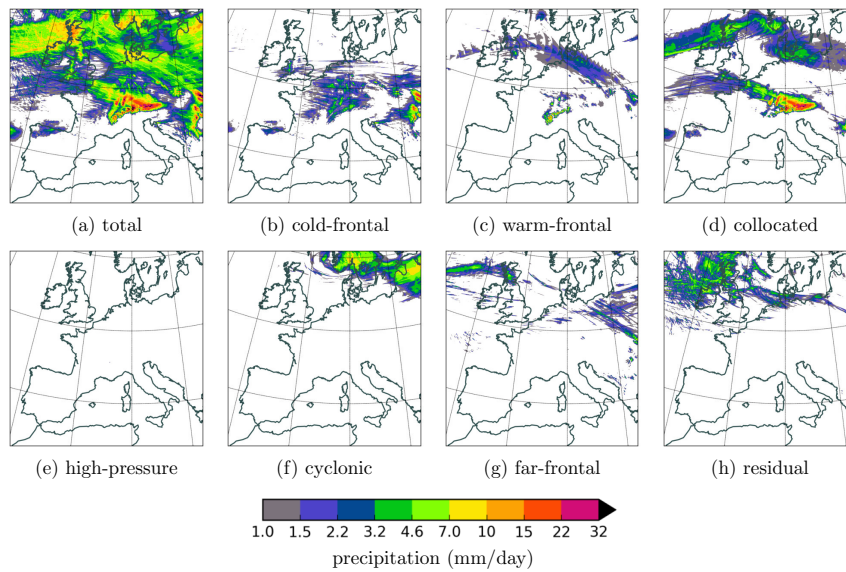 (a) total
(b) cold-frontal
(c) warm-frontal
(d) collocated
(e) high-pressure
(f) cyclonic
(g) far-frontal
(h) residual
1.0 1.5 2.2 3.2 4.6 7.0 10 15 22 32
precipitation (mm/day)